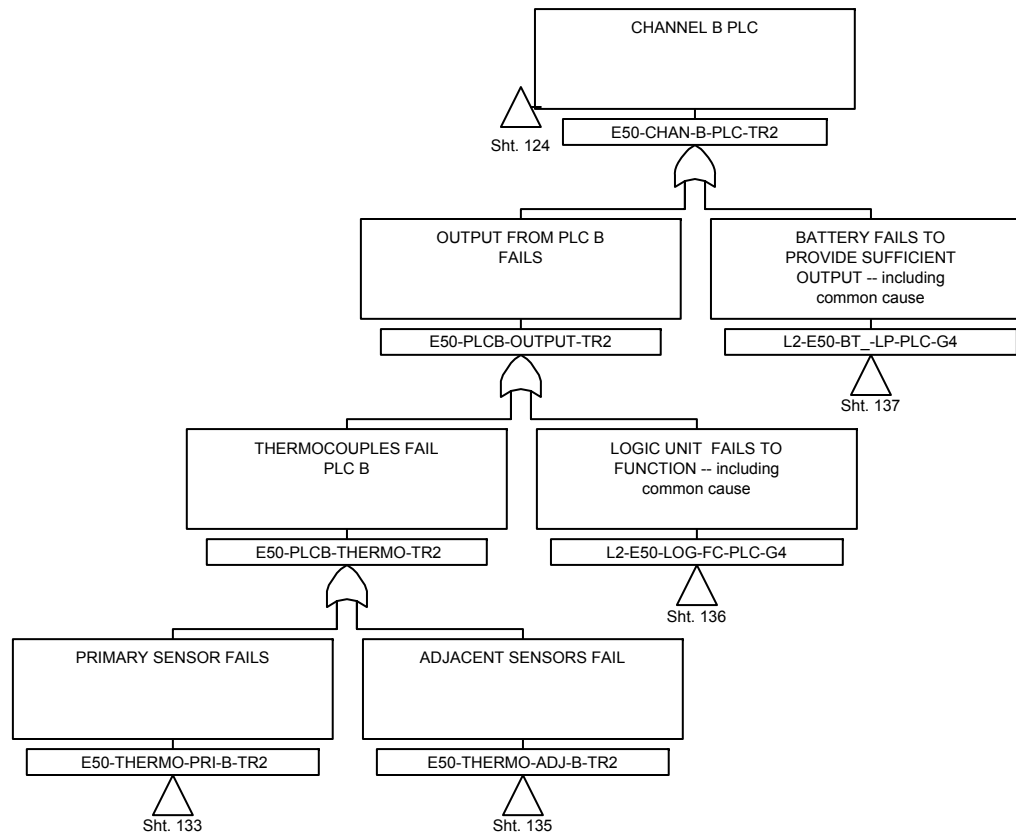 CHANNEL B PLC
Sht. 124
E50-CHAN-B-PLC-TR2
OUTPUT FROM PLC B
FAILS
E50-PLCB-OUTPUT-TR2
BATTERY FAILS TO
PROVIDE SUFFICIENT
OUTPUT -- including
common cause
L2-E50-BT_-LP-PLC-G4
Sht. 137
THERMOCOUPLES FAIL
PLC B
E50-PLCB-THERMO-TR2
LOGIC UNIT FAILS TO
FUNCTION -- including
common cause
L2-E50-LOG-FC-PLC-G4
Sht. 136
PRIMARY SENSOR FAILS
E50-THERMO-PRI-B-TR2
Sht. 133
ADJACENT SENSORS FAIL
E50-THERMO-ADJ-B-TR2
Sht. 135